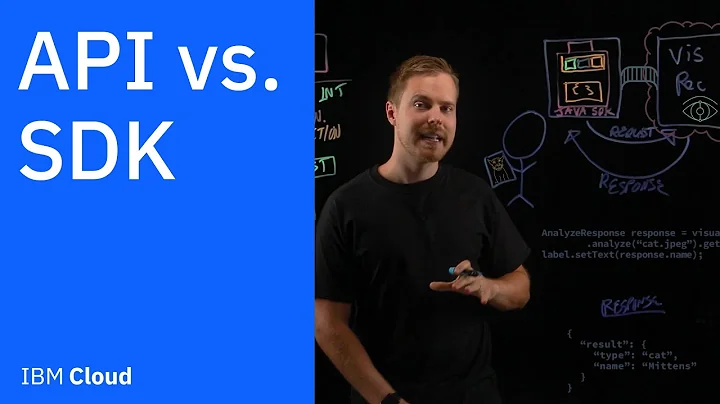 API vs.
SDK
IBM Cloud
INT
ST
JAVA SDK
Vis
Rec
REQUEST
RESPONSE
AnalyzeResponse response = visua
.analyze("cat.jpeg").get
label.setText(response.name);
RESPONSE
{
"result": {
"type": "cat",
"name": "Mittens"
}
}